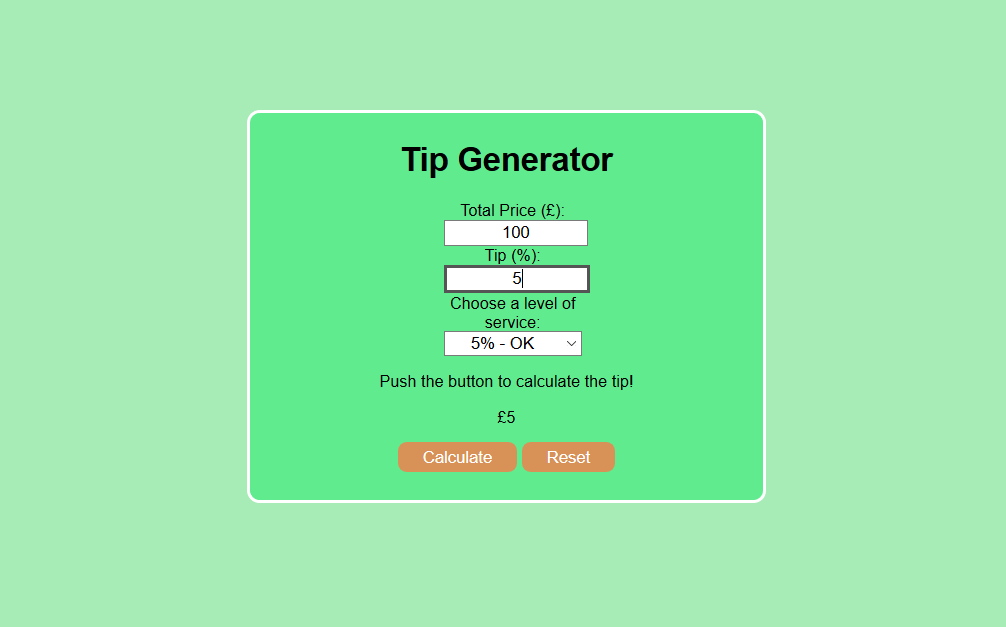 Tip Generator
Total Price (£):
100
Tip (%):
5
Choose a level of
service:
5% - OK
Push the button to calculate the tip!
£5
Calculate Reset